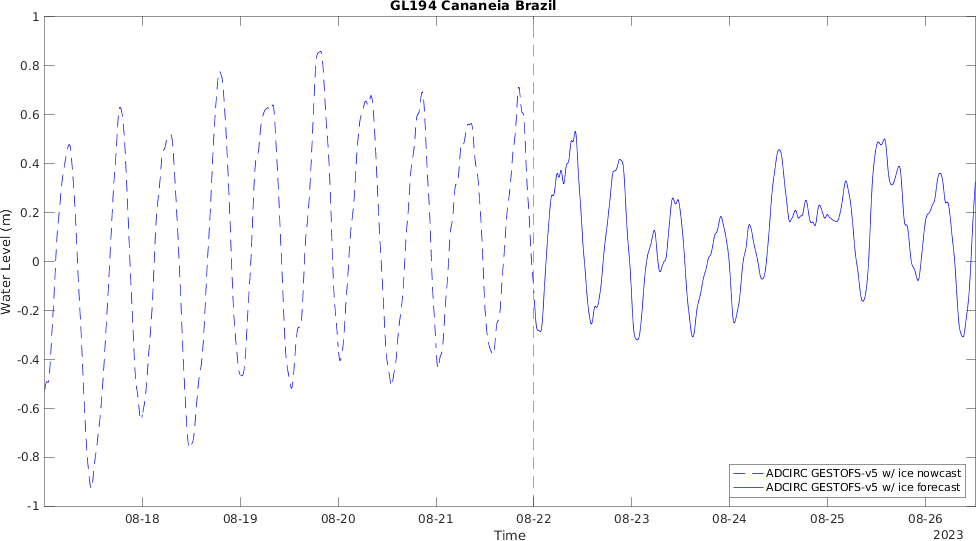 GL194 Cananeia Brazil
Water Level (m)
1
0.8
0.6
0.4
0.2
0
-0.2
-0.4
-0.6
-0.8
-1
ADCIRC GESTOFS-v5 w/ ice nowcast
ADCIRC GESTOFS-v5 w/ ice forecast
08-18 08-19 08-20 08-21 08-22 08-23 08-24 08-25 08-26
Time
2023